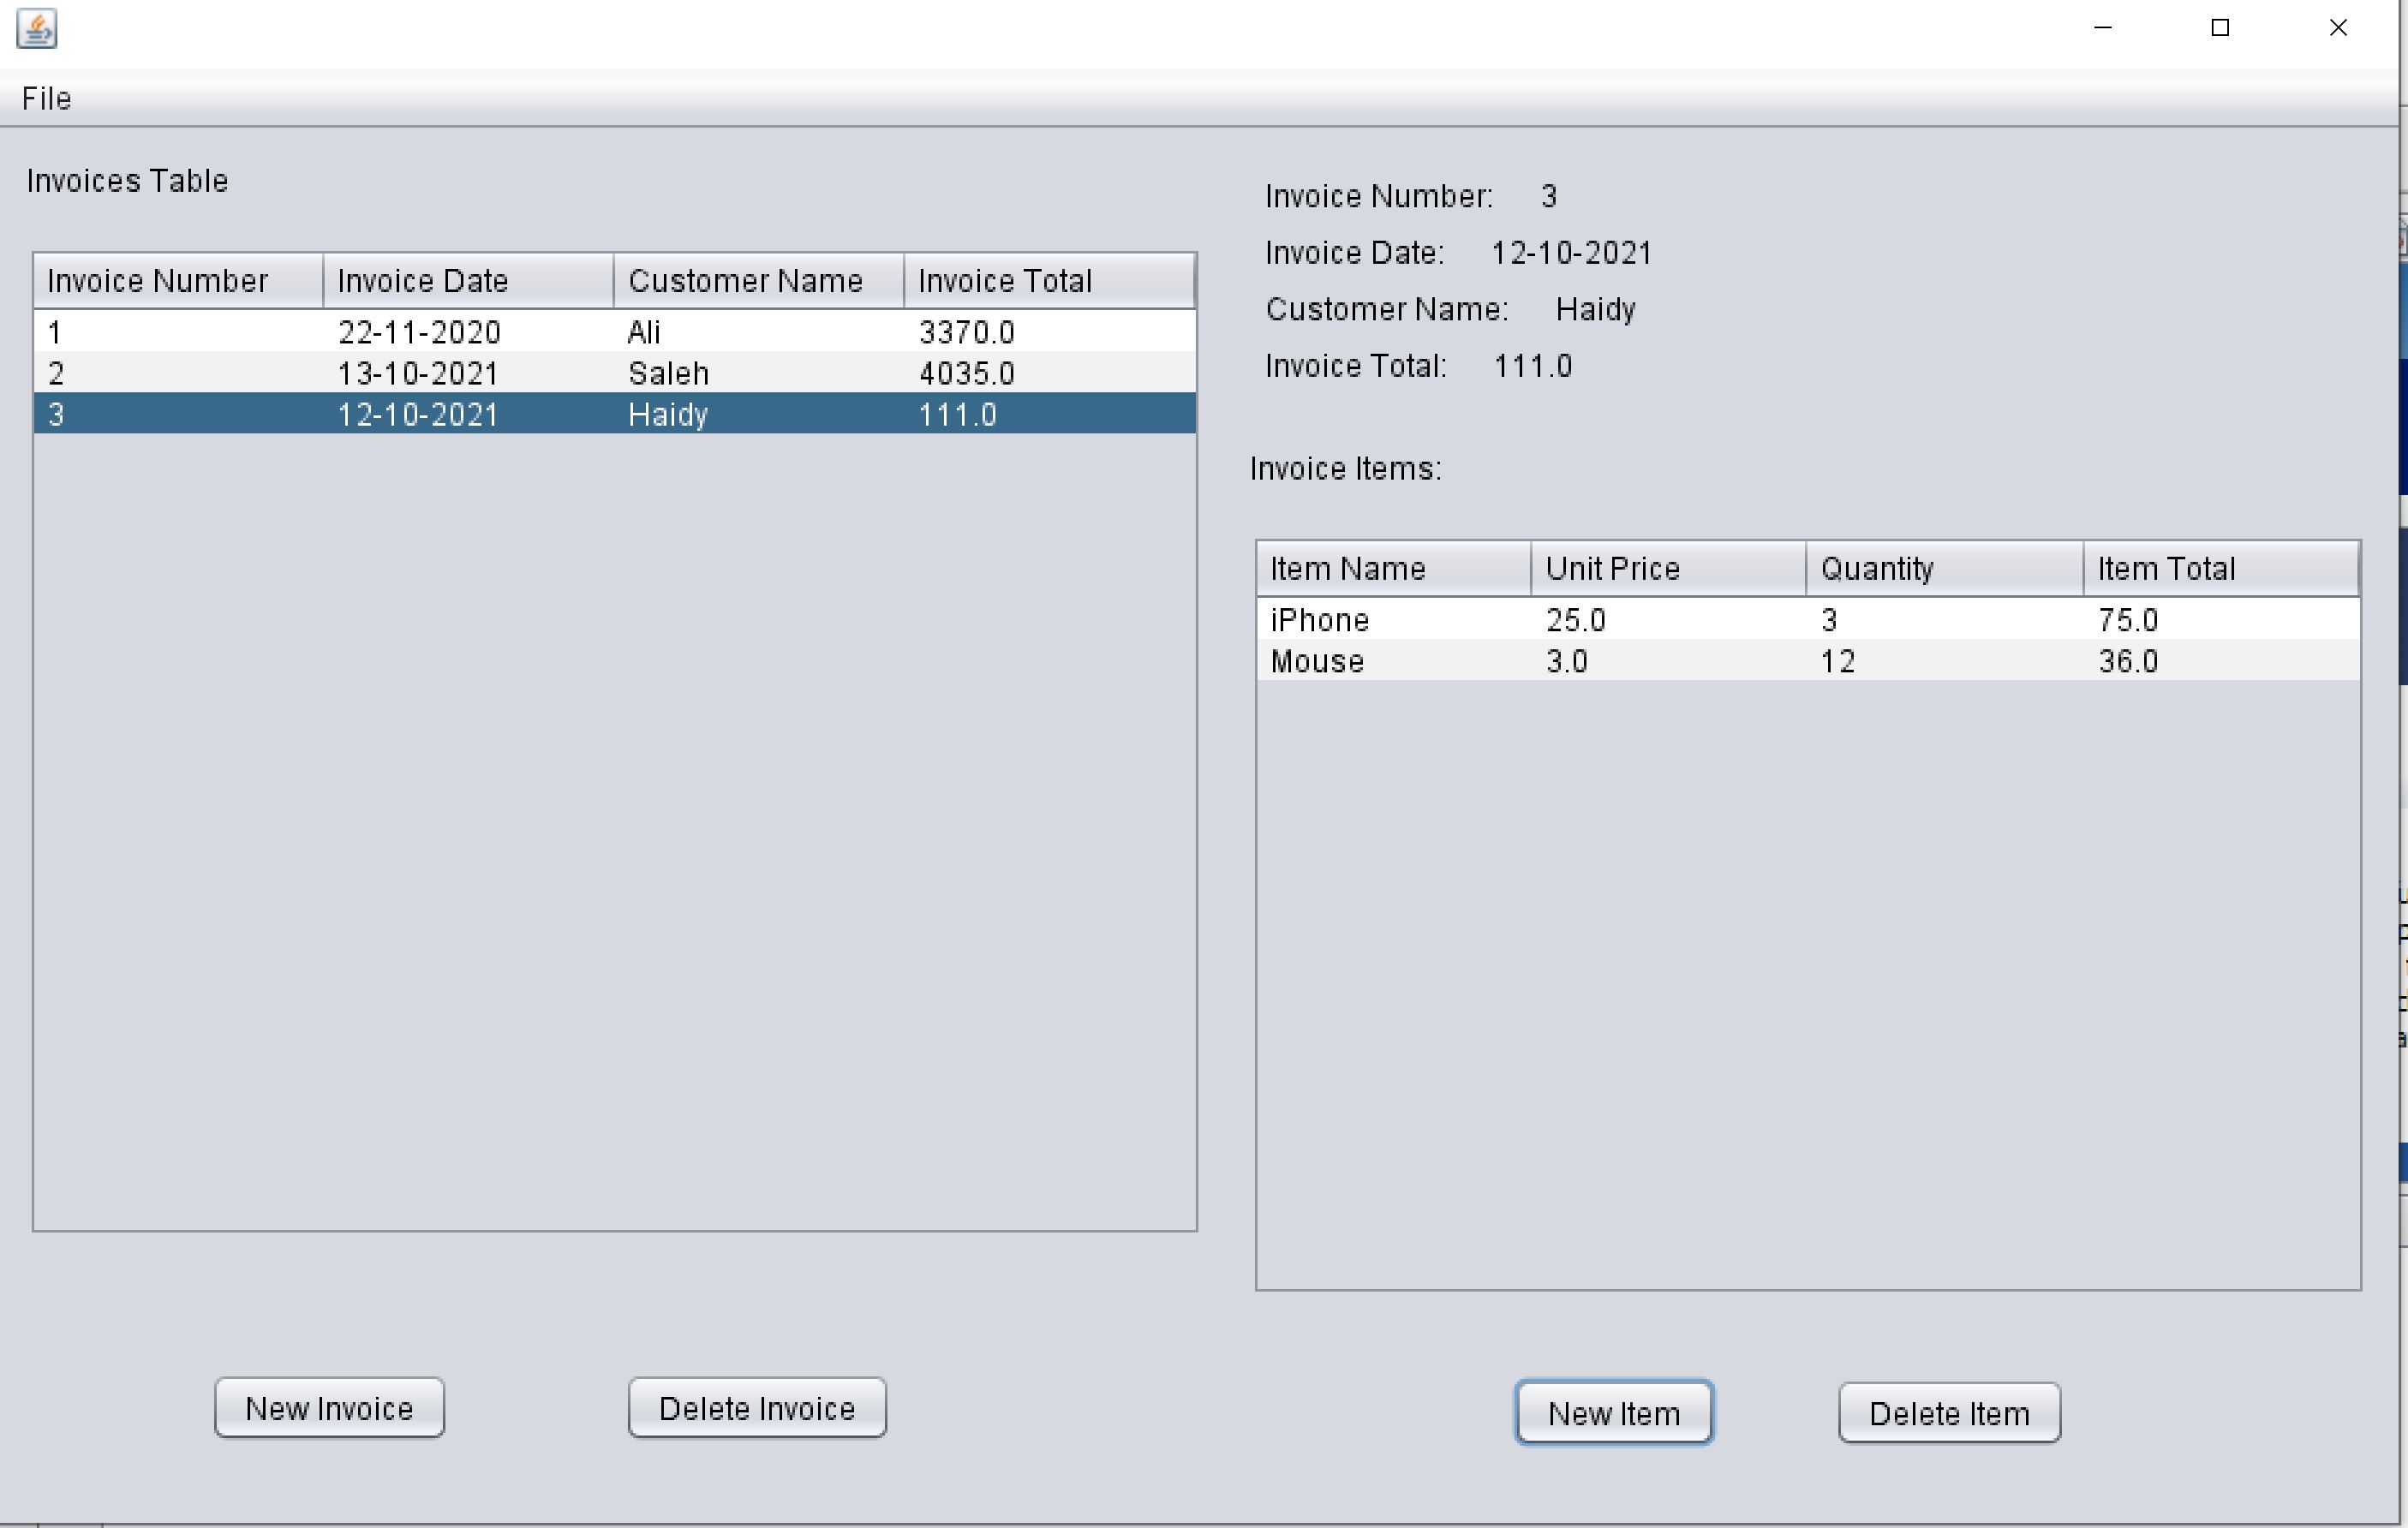 File
Invoices Table
Invoice Number Invoice Date Customer Name Invoice Total
1 22-11-2020 Ali 3370.0
2 13-10-2021 Saleh 4035.0
3 12-10-2021 Haidy 111.0
New Invoice Delete Invoice
Invoice Number: 3
Invoice Date: 12-10-2021
Customer Name: Haidy
Invoice Total: 111.0
Invoice Items:
Item Name Unit Price Quantity Item Total
iPhone 25.0 3 75.0
Mouse 3.0 12 36.0
New Item Delete Item